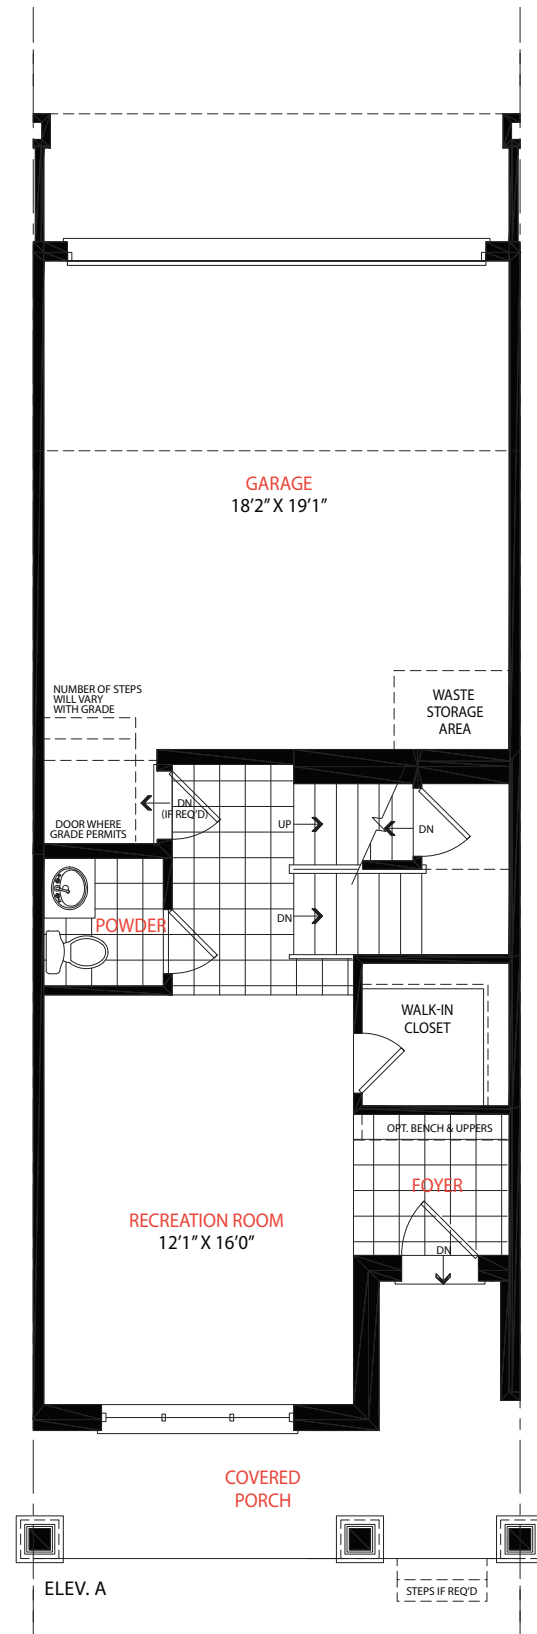 GARAGE
18'2" X 19'1"
NUMBER OF STEPS
WILL VARY
WITH GRADE
WASTE
STORAGE
AREA
DN
(IF REQ'D)
DOOR WHERE
GRADE PERMITS
UP
DN
POWDER
DN
WALK-IN
CLOSET
OPT. BENCH & UPPERS
FOYER
RECREATION ROOM
12'1" X 16'0"
DN
COVERED
PORCH
ELEV. A
STEPS IF REQ'D